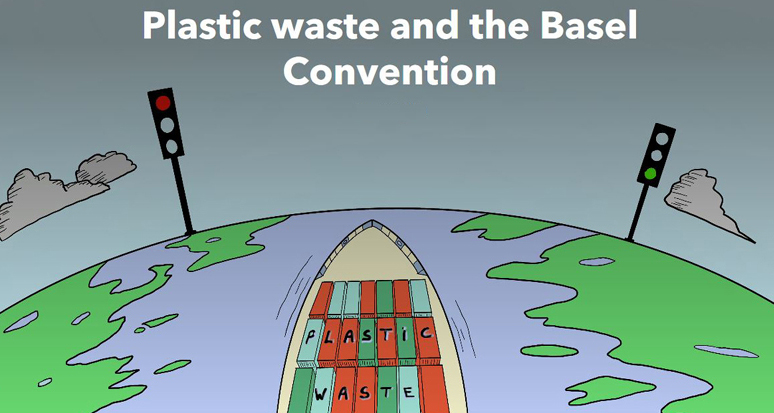 Plastic waste and the Basel
Convention
PLASTiC
WASTE